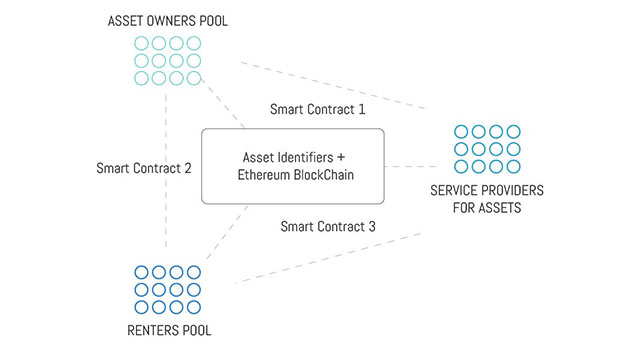 ASSET OWNERS POOL
Smart Contract 1
Asset Identifiers +
Ethereum BlockChain
Smart Contract 2
SERVICE PROVIDERS
FOR ASSETS
Smart Contract 3
RENTERS POOL